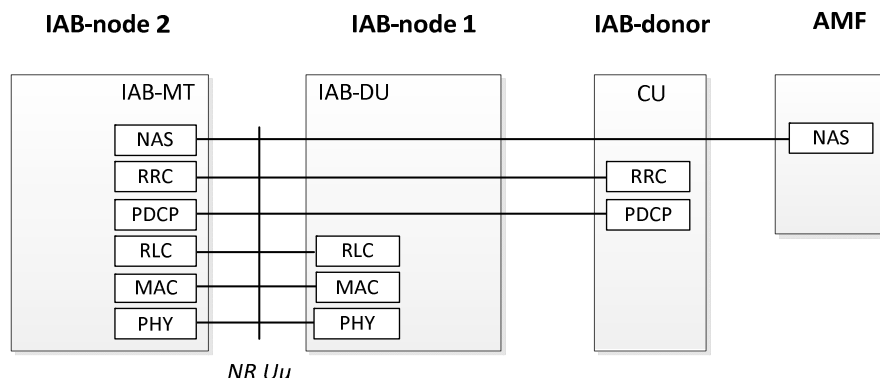 IAB-node 2 IAB-node 1 IAB-donor AMF
IAB-MT IAB-DU CU
NAS NAS
RRC RRC
PDCP PDCP
RLC RLC
MAC MAC
PHY PHY
NR Uu